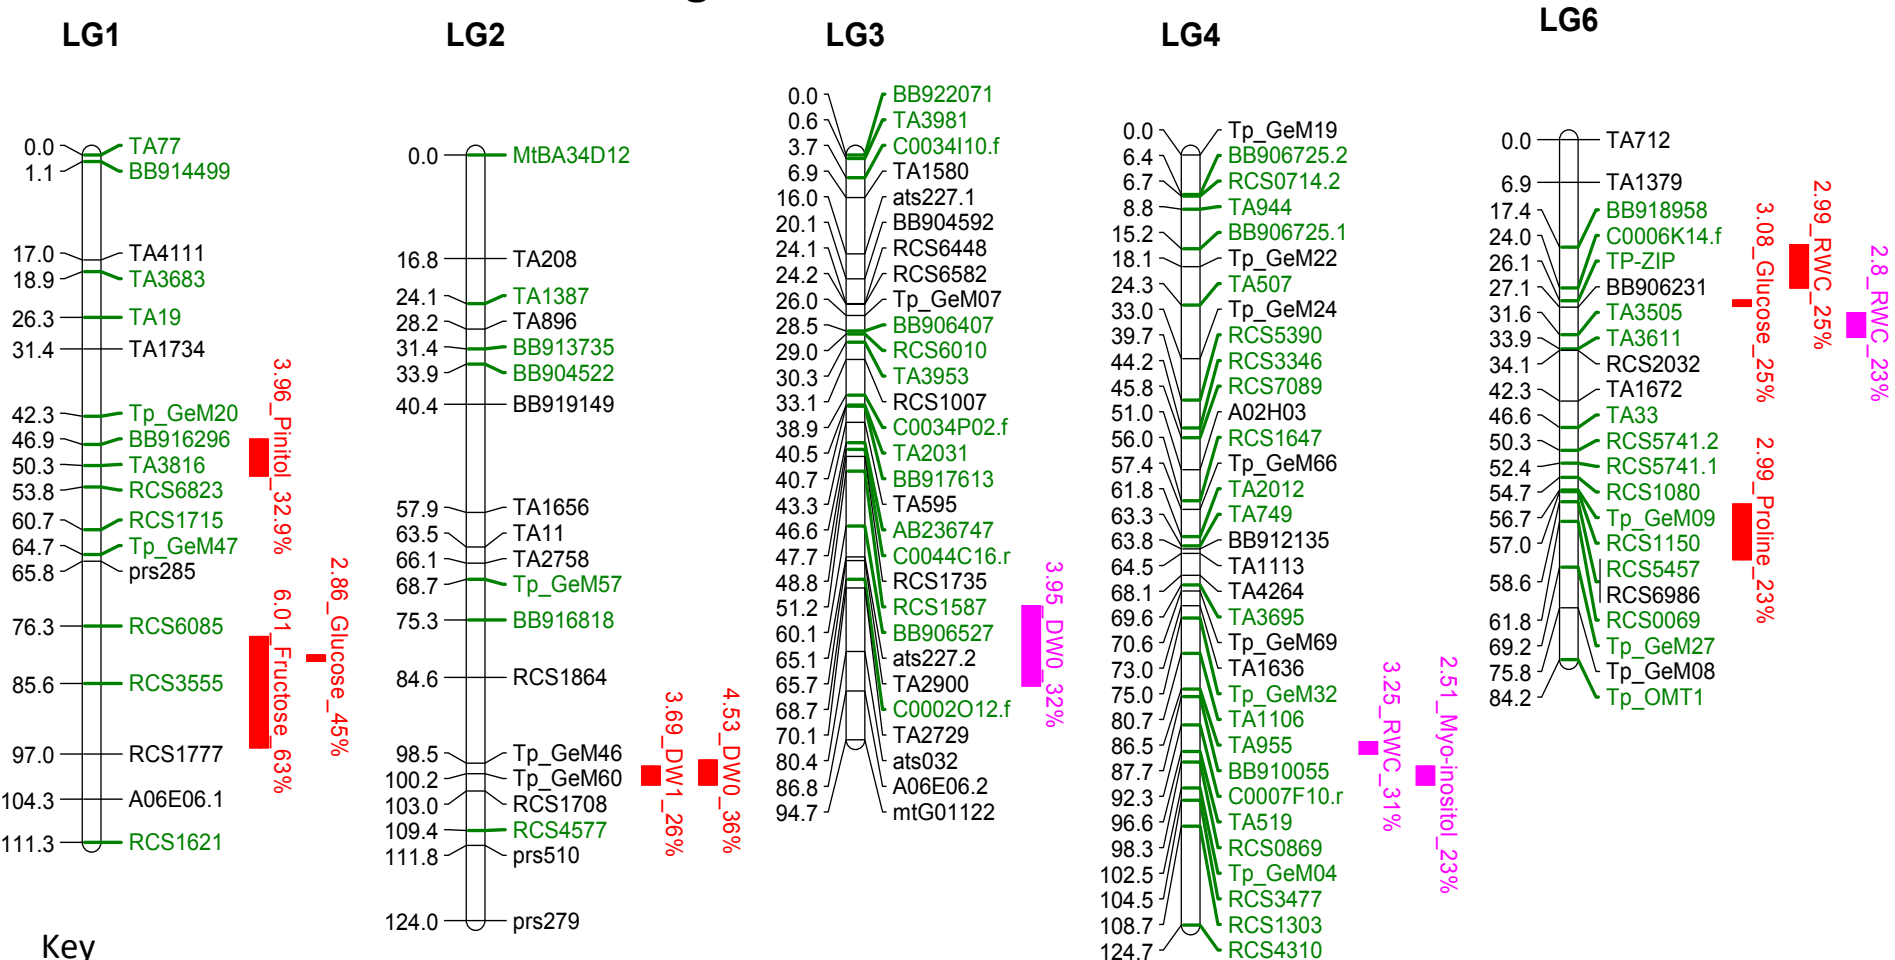 LG1
0.0 TA77
1.1 BB914499
17.0 TA4111
18.9 TA3683
26.3 TA19
31.4 TA1734
42.3 Tp_GeM20
46.9 BB916296
50.3 TA3816
53.8 RCS6823
60.7 RCS1715
64.7 Tp_GeM47
65.8 prs285
76.3 RCS6085
85.6 RCS3555
97.0 RCS1777
104.3 A06E06.1
111.3 RCS1621
3.96_Pinitol_32.9%
6.01_Fructose_63%
2.86_Glucose_45%
LG2
0.0 MtBA34D12
16.8 TA208
24.1 TA1387
28.2 TA896
31.4 BB913735
33.9 BB904522
40.4 BB919149
57.9 TA1656
63.5 TA11
66.1 TA2758
68.7 Tp_GeM57
75.3 BB916818
84.6 RCS1864
98.5 Tp_GeM46
100.2 Tp_GeM60
103.0 RCS1708
109.4 RCS4577
111.8 prs510
124.0 prs279
3.69_DW1_26%
4.53_DW0_36%
LG3
0.0 BB922071
0.6 TA3981
3.7 C0034I10.f
6.9 TA1580
16.0 ats227.1
20.1 BB904592
24.1 RCS6448
24.2 RCS6582
26.0 Tp_GeM07
28.5 BB906407
29.0 RCS6010
30.3 TA3953
33.1 RCS1007
38.9 C0034P02.f
40.5 TA2031
40.7 BB917613
43.3 TA595
46.6 AB236747
47.7 C0044C16.r
48.8 RCS1735
51.2 RCS1587
60.1 BB906527
65.1 ats227.2
65.7 TA2900
68.7 C0002O12.f
70.1 TA2729
80.4 ats032
86.8 A06E06.2
94.7 mtG01122
3.95_DW0_32%
LG4
0.0 Tp_GeM19
6.4 BB906725.2
6.7 RCS0714.2
8.8 TA944
15.2 BB906725.1
18.1 Tp_GeM22
24.3 TA507
33.0 Tp_GeM24
39.7 RCS5390
44.2 RCS3346
45.8 RCS7089
51.0 A02H03
56.0 RCS1647
57.4 Tp_GeM66
61.8 TA2012
63.3 TA749
63.8 BB912135
64.5 TA1113
68.1 TA4264
69.6 TA3695
70.6 Tp_GeM69
73.0 TA1636
75.0 Tp_GeM32
80.7 TA1106
86.5 TA955
87.7 BB910055
92.3 C0007F10.r
96.6 TA519
98.3 RCS0869
102.5 Tp_GeM04
104.5 RCS3477
108.7 RCS1303
124.7 RCS4310
3.25_RWC_31%
2.51_Myo-inositol_23%
LG6
0.0 TA712
6.9 TA1379
17.4 BB918958
24.0 C0006K14.f
26.1 TP-ZIP
27.1 BB906231
31.6 TA3505
33.9 TA3611
34.1 RCS2032
42.3 TA1672
46.6 TA33
50.3 RCS5741.2
52.4 RCS5741.1
54.7 RCS1080
56.7 Tp_GeM09
57.0 RCS1150
58.6 RCS5457
RCS6986
61.8 RCS0069
69.2 Tp_GeM27
75.8 Tp_GeM08
84.2 Tp_OMT1
3.08_Glucose_25%
2.99_RWC_25%
2.8_RWC_23%
2.99_Proline_23%
Key